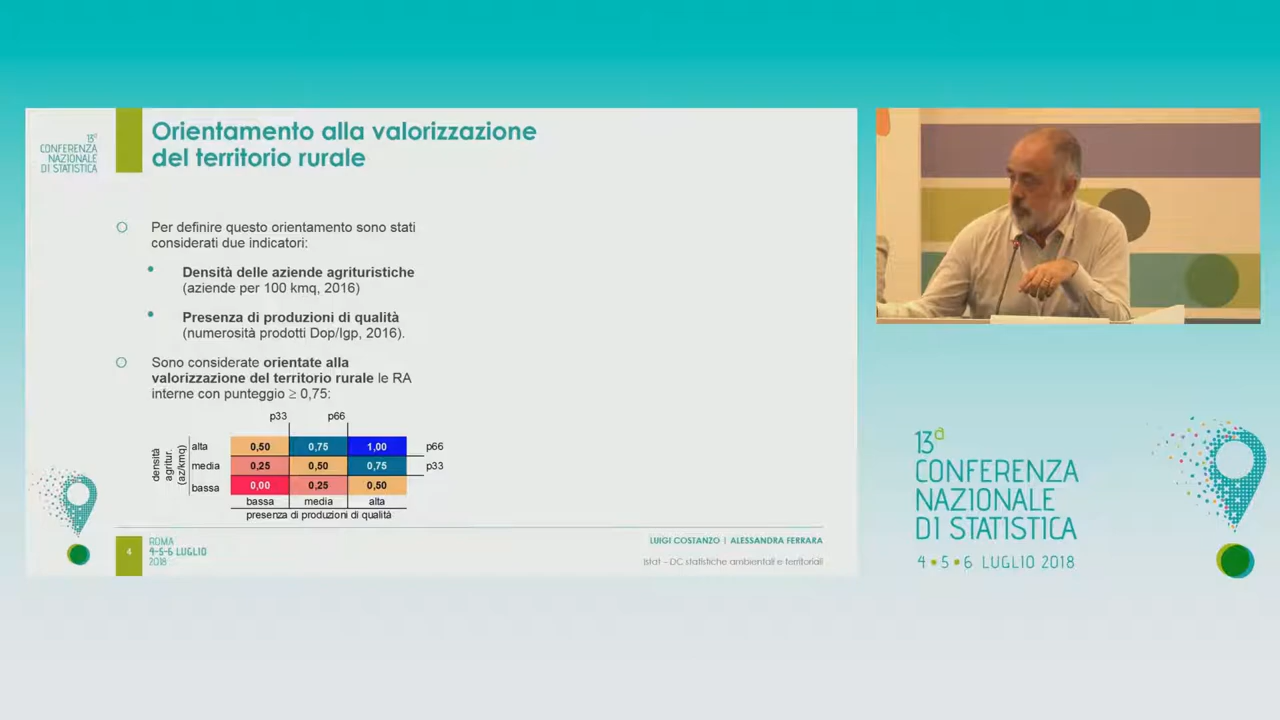 13ª
CONFERENZA
NAZIONALE
DI STATISTICA
Orientamento alla valorizzazione
del territorio rurale
Per definire questo orientamento sono stati
considerati due indicatori:
Densità delle aziende agrituristiche
(aziende per 100 kmq, 2016)
Presenza di produzioni di qualità
(numerosità prodotti Dop/Igp, 2016).
Sono considerate orientate alla
valorizzazione del territorio rurale le RA
interne con punteggio ≥ 0,75:
p33 p66
densità
agritur.
(az/kmq)
alta 0,50 0,75 1,00 p66
media 0,25 0,50 0,75 p33
bassa 0,00 0,25 0,50
bassa media alta
presenza di produzioni di qualità
4
ROMA
4-5-6 LUGLIO
2018
LUIGI COSTANZO | ALESSANDRA FERRARA
Istat – DC statistiche ambientali e territoriali
13ª
CONFERENZA
NAZIONALE
DI STATISTICA
4 • 5 • 6 LUGLIO 2018